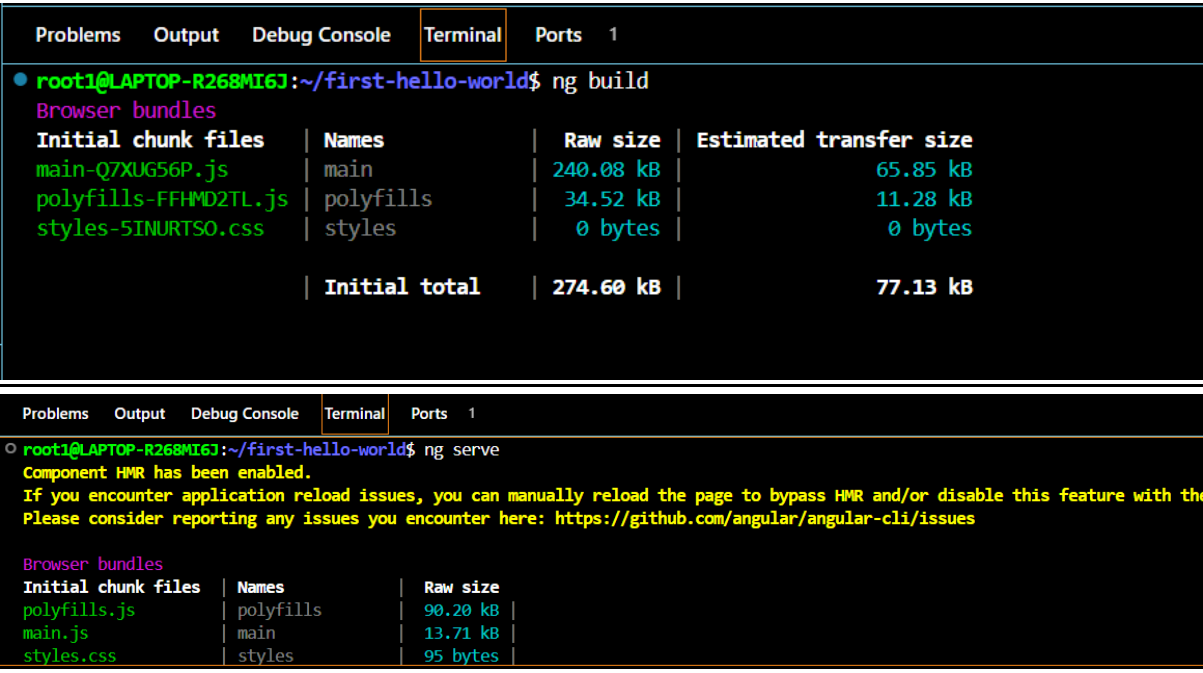 Problems Output Debug Console Terminal Ports 1
root1@LAPTOP-R268MI6J:~/first-hello-world$ ng build
Browser bundles
Initial chunk files | Names | Raw size | Estimated transfer size
main-Q7XUG56P.js | main | 240.08 kB | 65.85 kB
polyfills-FFHMD2TL.js | polyfills | 34.52 kB | 11.28 kB
styles-5INURTSO.css | styles | 0 bytes | 0 bytes
| Initial total | 274.60 kB | 77.13 kB
Problems Output Debug Console Terminal Ports 1
root1@LAPTOP-R268MI6J:~/first-hello-world$ ng serve
Component HMR has been enabled.
If you encounter application reload issues, you can manually reload the page to bypass HMR and/or disable this feature with the
Please consider reporting any issues you encounter here: https://github.com/angular/angular-cli/issues
Browser bundles
Initial chunk files | Names | Raw size
polyfills.js | polyfills | 90.20 kB |
main.js | main | 13.71 kB |
styles.css | styles | 95 bytes |